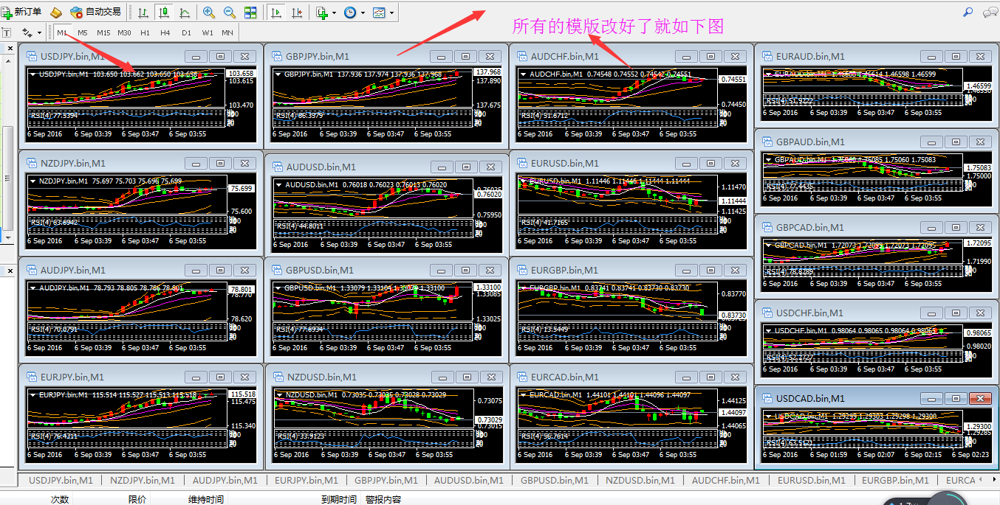 新订单
自动交易
所有的模版改好了就如下图
M1 M5 M15 M30 H1 H4 D1 W1 MN
USDJPY.bin,M1
USDJPY.bin,M1 103.650 103.662 103.650 103.658
103.658
103.615
103.470
RSI(4) 77.5394
6 Sep 2016 6 Sep 03:39 6 Sep 03:47 6 Sep 03:55
GBPJPY.bin,M1
GBPJPY.bin,M1 137.936 137.974 137.936 137.968
137.968
137.890
137.675
RSI(4) 86.3579
6 Sep 2016 6 Sep 03:39 6 Sep 03:47 6 Sep 03:55
AUDCHF.bin,M1
AUDCHF.bin,M1 0.74548 0.74552 0.74542 0.74551
0.74551
0.74450
RSI(4) 51.6712
6 Sep 2016 6 Sep 03:39 6 Sep 03:47 6 Sep 03:55
EURAUD.bin,M1
EURAUD.bin,M1 1.46600 1.46614 1.46598 1.46599
1.46599
RSI(4) 51.9222
6 Sep 2016 6 Sep 03:39 6 Sep 03:47 6 Sep 03:55
GBPAUD.bin,M1
GBPAUD.bin,M1 1.75060 1.75085 1.75060 1.75083
1.75083
1.75000
RSI(4) 77.4435
6 Sep 2016 6 Sep 03:39 6 Sep 03:47 6 Sep 03:55
NZDJPY.bin,M1
NZDJPY.bin,M1 75.697 75.703 75.696 75.699
75.699
75.600
RSI(4) 63.6942
6 Sep 2016 6 Sep 03:39 6 Sep 03:47 6 Sep 03:55
AUDUSD.bin,M1
AUDUSD.bin,M1 0.76018 0.76023 0.76013 0.76020
0.76020
0.75950
RSI(4) 44.8011
6 Sep 2016 6 Sep 03:39 6 Sep 03:47 6 Sep 03:55
EURUSD.bin,M1
EURUSD.bin,M1 1.11446 1.11446 1.11444 1.11444
1.11470
1.11444
1.11425
RSI(4) 41.7165
6 Sep 2016 6 Sep 03:39 6 Sep 03:47 6 Sep 03:55
GBPCAD.bin,M1
GBPCAD.bin,M1 1.72073 1.72099 1.72073 1.72095
1.72095
1.71990
RSI(4) 78.8289
6 Sep 2016 6 Sep 03:39 6 Sep 03:47 6 Sep 03:55
AUDJPY.bin,M1
AUDJPY.bin,M1 78.793 78.805 78.786 78.801
78.801
78.770
78.620
RSI(4) 70.0791
6 Sep 2016 6 Sep 03:39 6 Sep 03:47 6 Sep 03:55
GBPUSD.bin,M1
GBPUSD.bin,M1 1.33079 1.33104 1.33079 1.33100
1.33100
1.33085
1.33025
RSI(4) 77.6934
6 Sep 2016 6 Sep 03:39 6 Sep 03:47 6 Sep 03:55
EURGBP.bin,M1
EURGBP.bin,M1 0.83741 0.83741 0.83730 0.83730
0.83770
0.83730
RSI(4) 13.5449
6 Sep 2016 6 Sep 03:39 6 Sep 03:47 6 Sep 03:55
USDCHF.bin,M1
USDCHF.bin,M1 0.98064 0.98065 0.98064 0.98065
0.98065
0.98020
RSI(4) 57.7727
6 Sep 2016 6 Sep 03:39 6 Sep 03:47 6 Sep 03:55
EURJPY.bin,M1
EURJPY.bin,M1 115.514 115.527 115.513 115.518
115.518
115.475
115.340
RSI(4) 76.4311
6 Sep 2016 6 Sep 03:39 6 Sep 03:47 6 Sep 03:55
NZDUSD.bin,M1
NZDUSD.bin,M1 0.73035 0.73035 0.73028 0.73029
0.73075
0.73029
0.73015
RSI(4) 33.9123
6 Sep 2016 6 Sep 03:39 6 Sep 03:47 6 Sep 03:55
EURCAD.bin,M1
EURCAD.bin,M1 1.44101 1.44101 1.44096 1.44097
1.44125
1.44097
1.44065
RSI(4) 56.7614
6 Sep 2016 6 Sep 03:39 6 Sep 03:47 6 Sep 03:55
USDCAD.bin,M1
USDCAD.bin,M1 1.29299 1.29303 1.29298 1.29300
1.29300
1.29285
RSI(4) 63.5121
6 Sep 2016 6 Sep 01:59 6 Sep 02:07 6 Sep 02:15 6 Sep 02:23
USDJPY.bin,M1 NZDJPY.bin,M1 AUDJPY.bin,M1 EURJPY.bin,M1 GBPJPY.bin,M1 AUDUSD.bin,M1 GBPUSD.bin,M1 NZDUSD.bin,M1 AUDCHF.bin,M1 EURUSD.bin,M1 EURGBP.bin,M1 EURCA
次数 限价 维持时间 到期时间 警报内容